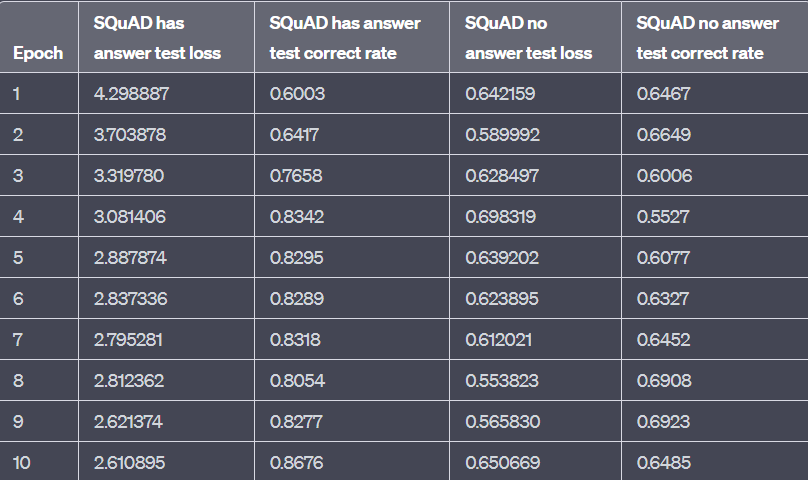 Epoch SQuAD has answer test loss SQuAD has answer test correct rate SQuAD no answer test loss SQuAD no answer test correct rate
1 4.298887 0.6003 0.642159 0.6467
2 3.703878 0.6417 0.589992 0.6649
3 3.319780 0.7658 0.628497 0.6006
4 3.081406 0.8342 0.698319 0.5527
5 2.887874 0.8295 0.639202 0.6077
6 2.837336 0.8289 0.623895 0.6327
7 2.795281 0.8318 0.612021 0.6452
8 2.812362 0.8054 0.553823 0.6908
9 2.621374 0.8277 0.565830 0.6923
10 2.610895 0.8676 0.650669 0.6485